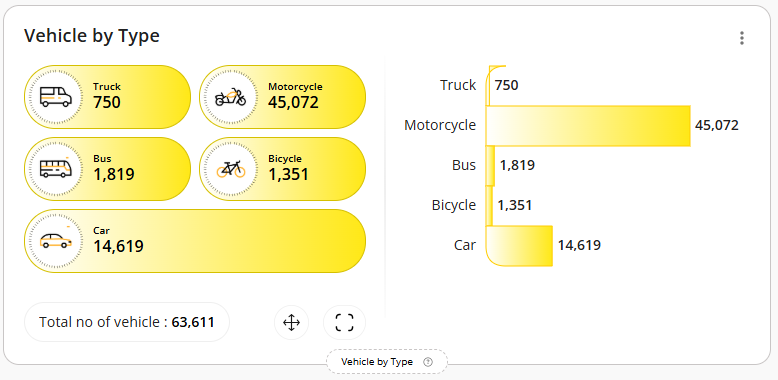 Vehicle by Type
Truck
750
Motorcycle
45,072
Bus
1,819
Bicycle
1,351
Car
14,619
Total no of vehicle : 63,611
Truck 750
Motorcycle 45,072
Bus 1,819
Bicycle 1,351
Car 14,619
Vehicle by Type ?